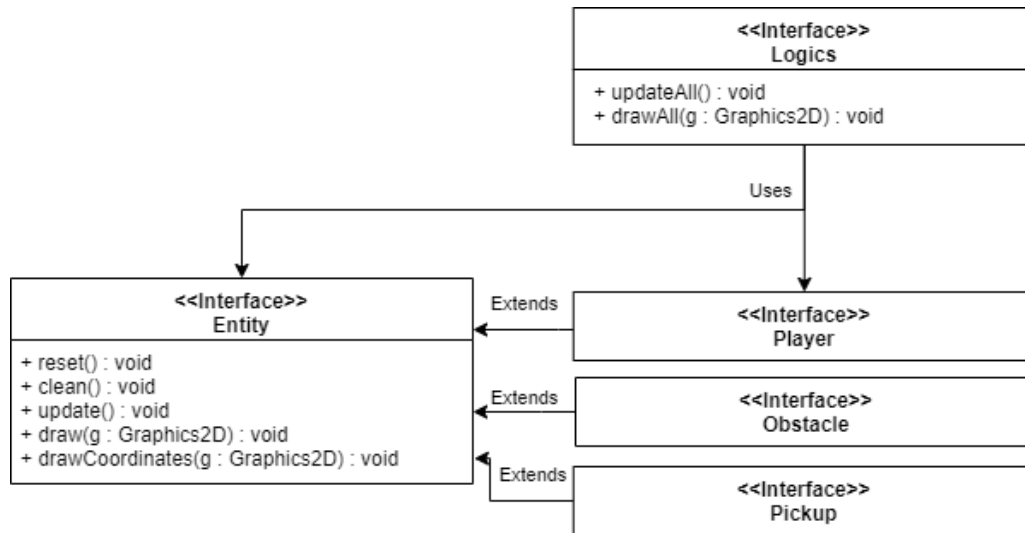 <<Interface>>
Logics
+ updateAll() : void
+ drawAll(g : Graphics2D) : void
Uses
<<Interface>>
Entity
+ reset() : void
+ clean() : void
+ update() : void
+ draw(g : Graphics2D) : void
+ drawCoordinates(g : Graphics2D) : void
Extends
<<Interface>>
Player
Extends
<<Interface>>
Obstacle
Extends
<<Interface>>
Pickup